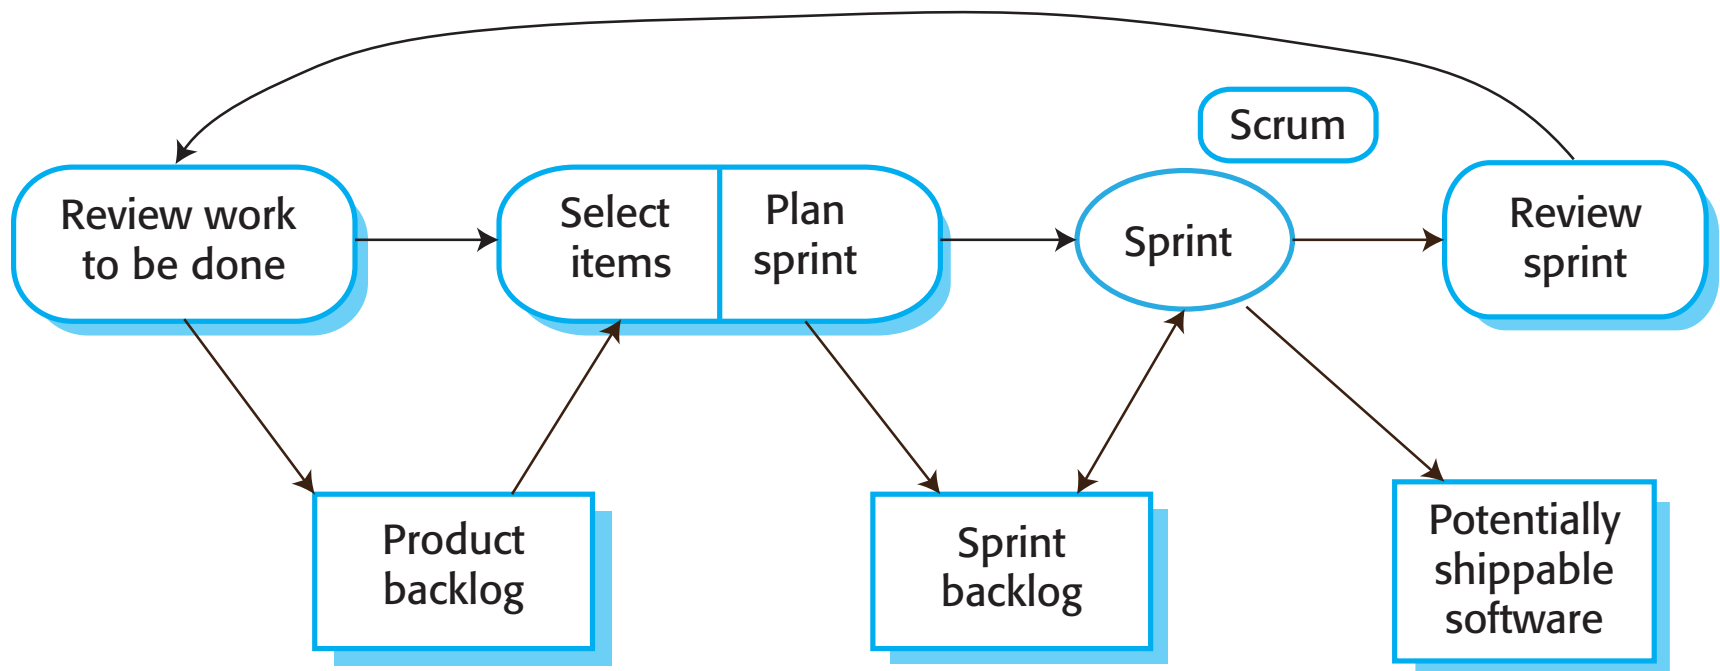 Scrum
Review work
to be done
Select
items
Plan
sprint
Sprint
Review
sprint
Product
backlog
Sprint
backlog
Potentially
shippable
software